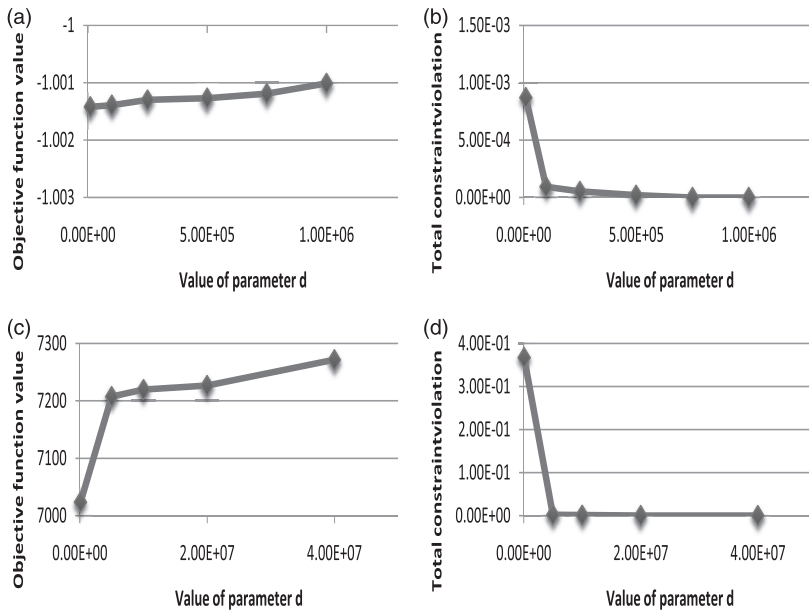 (a)
Objective function value
-1
-1.001
-1.002
-1.003
0.00E+00 5.00E+05 1.00E+06
Value of parameter d
(b)
Total constraintviolation
1.50E-03
1.00E-03
5.00E-04
0.00E+00
0.00E+00 5.00E+05 1.00E+06
Value of parameter d
(c)
Objective function value
7300
7200
7100
7000
0.00E+00 2.00E+07 4.00E+07
Value of parameter d
(d)
Total constraintviolation
4.00E-01
3.00E-01
2.00E-01
1.00E-01
0.00E+00
0.00E+00 2.00E+07 4.00E+07
Value of parameter d